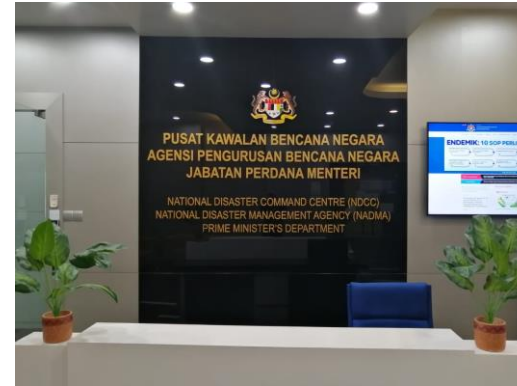 PUSAT KAWALAN BENCANA NEGARA
AGENSI PENGURUSAN BENCANA NEGARA
JABATAN PERDANA MENTERI
NATIONAL DISASTER COMMAND CENTRE (NDCC)
NATIONAL DISASTER MANAGEMENT AGENCY (NADMA)
PRIME MINISTER'S DEPARTMENT
ENDEMIK: 10 SOP